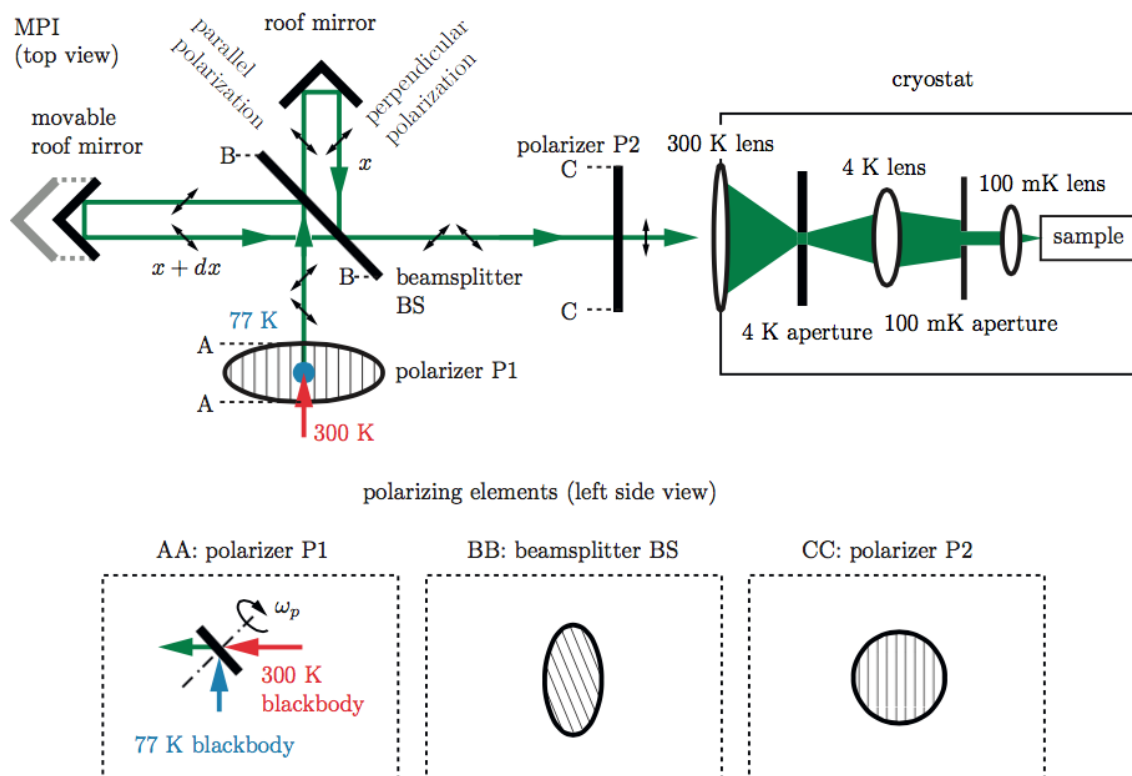 MPI
(top view)
roof mirror
parallel
polarization
perpendicular
polarization
cryostat
movable
roof mirror
B
x
polarizer P2
C
300 K lens
4 K lens
100 mK lens
sample
x + dx
B
beamsplitter
BS
C
4 K aperture
100 mK aperture
77 K
A
polarizer P1
A
300 K
polarizing elements (left side view)
AA: polarizer P1
BB: beamsplitter BS
CC: polarizer P2
ωp
300 K
blackbody
77 K blackbody